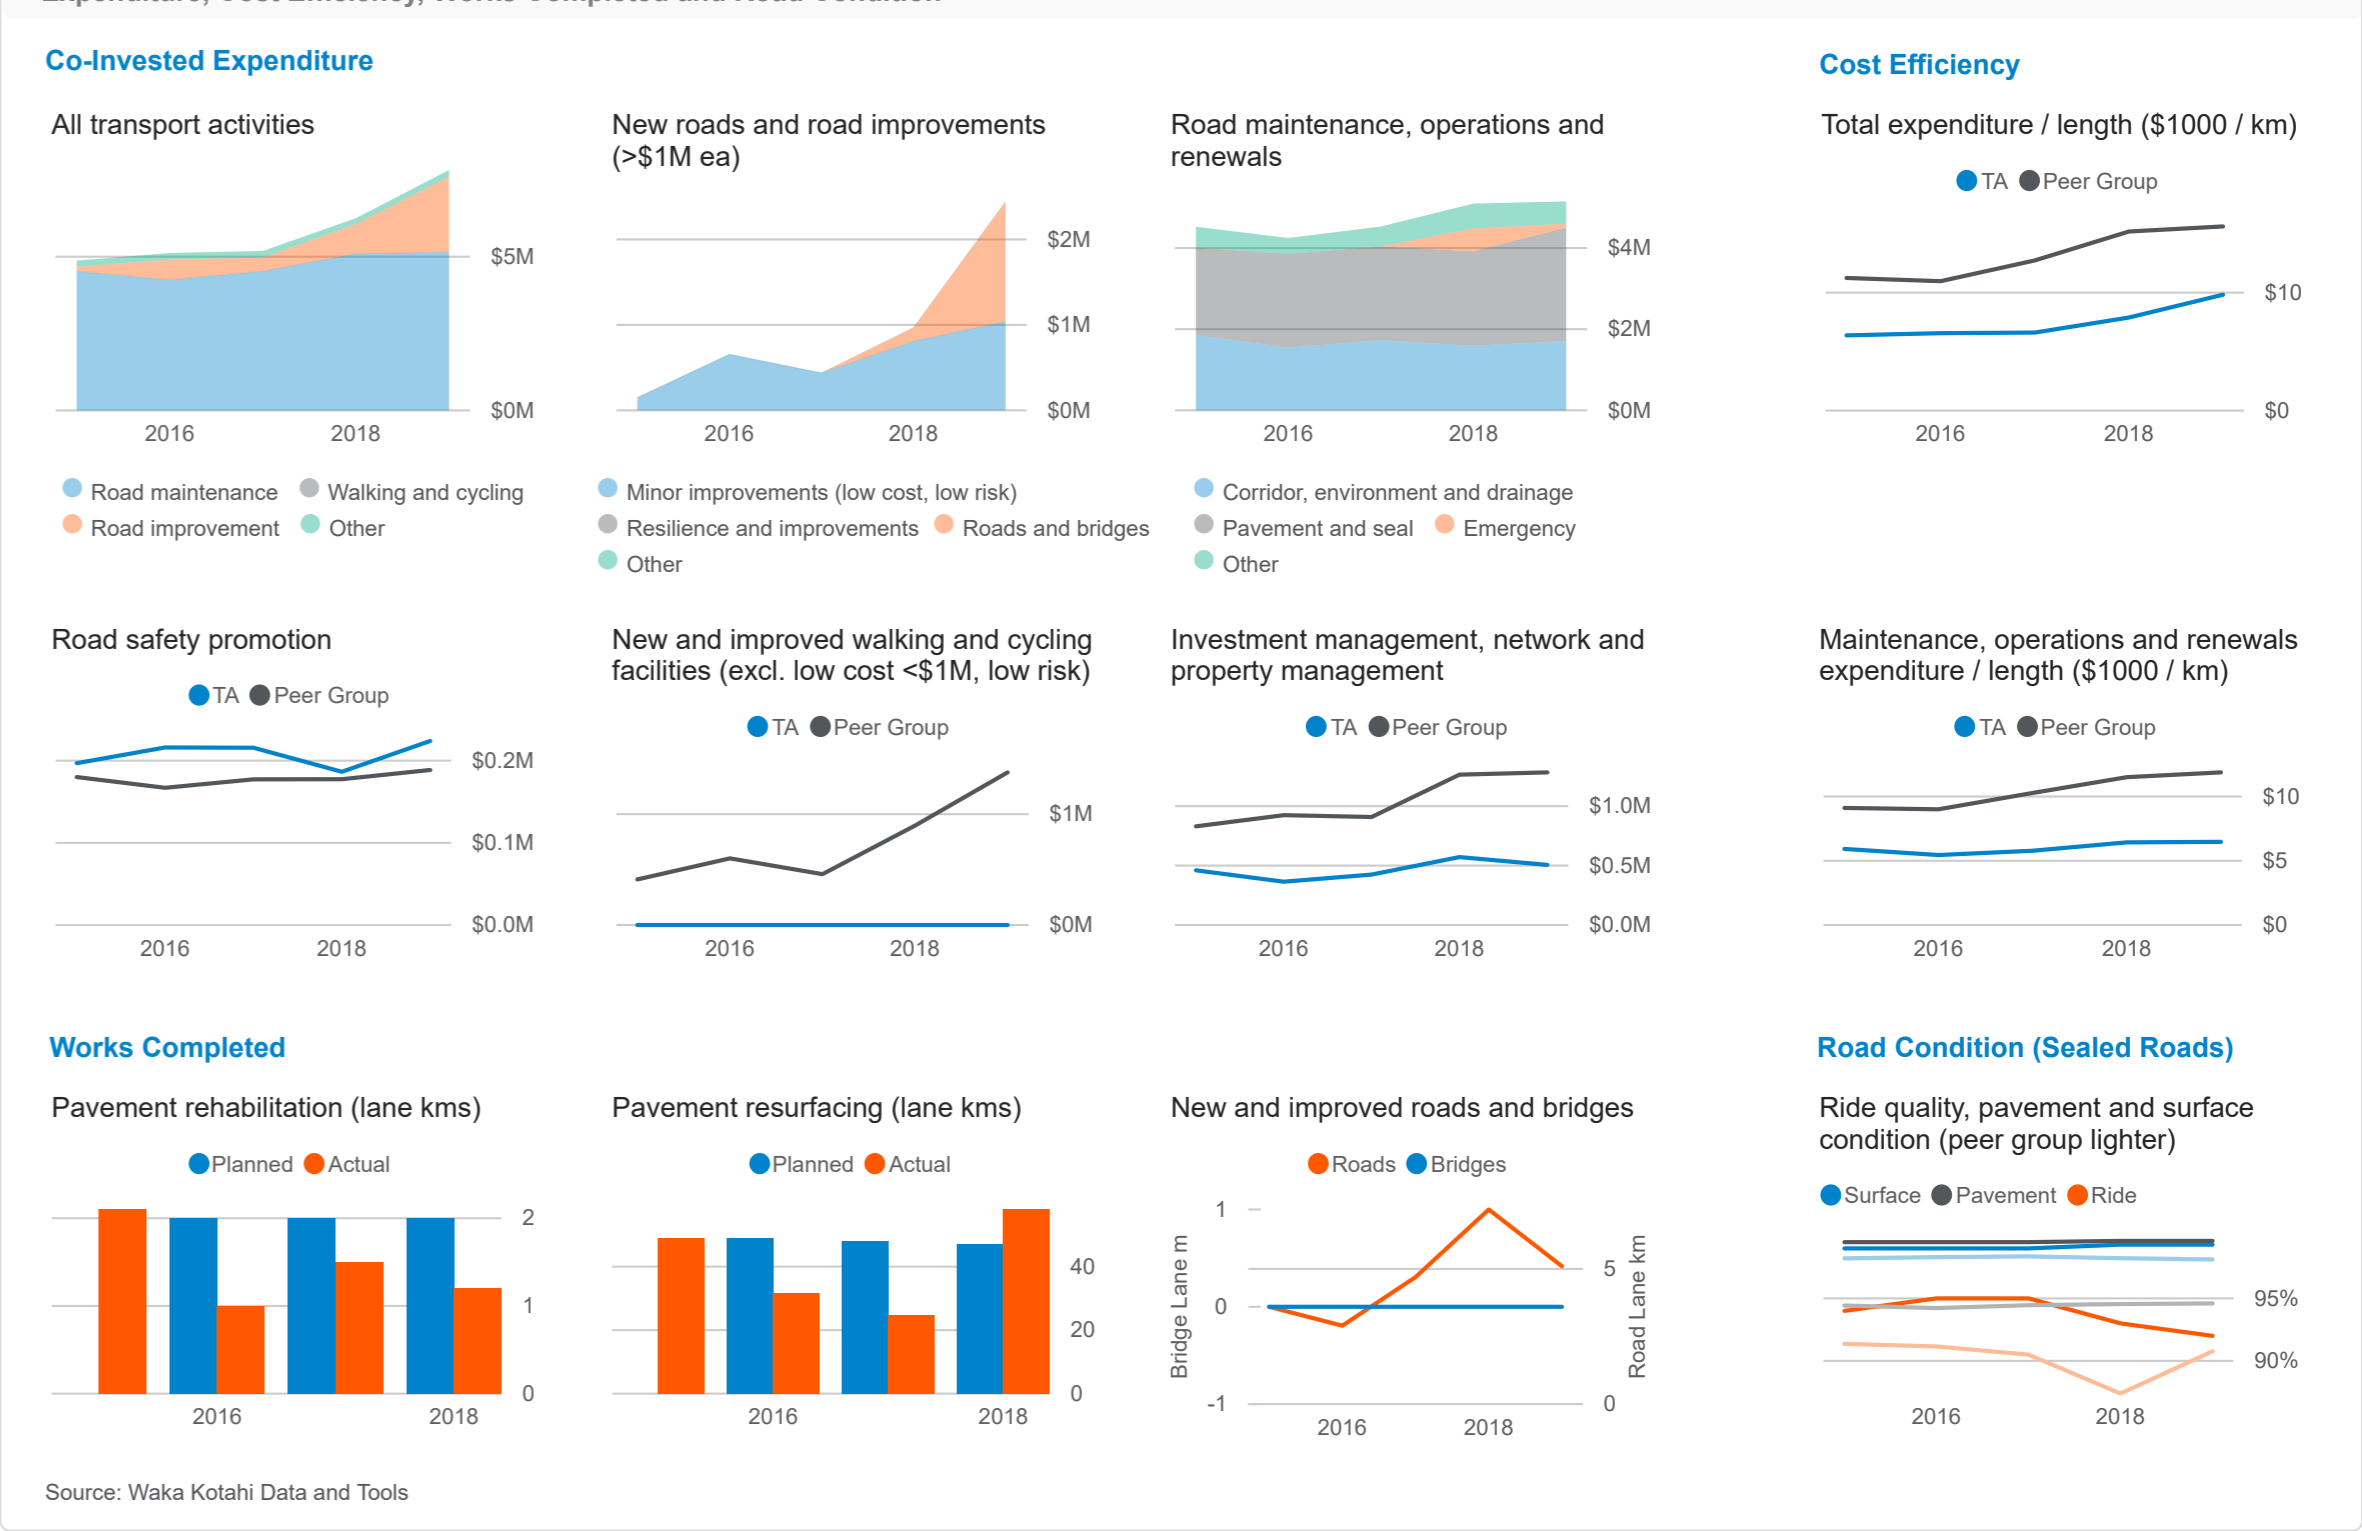 Expenditure, Cost Efficiency, Works Completed and Road Condition
Co-Invested Expenditure
Cost Efficiency
All transport activities
$5M
$0M
2016 2018
Road maintenance Walking and cycling
Road improvement Other
New roads and road improvements
(>$1M ea)
$2M
$1M
$0M
2016 2018
Minor improvements (low cost, low risk)
Resilience and improvements Roads and bridges
Other
Road maintenance, operations and
renewals
$4M
$2M
$0M
2016 2018
Corridor, environment and drainage
Pavement and seal Emergency
Other
Total expenditure / length ($1000 / km)
TA Peer Group
$10
$0
2016 2018
Road safety promotion
TA Peer Group
$0.2M
$0.1M
$0.0M
2016 2018
New and improved walking and cycling
facilities (excl. low cost <$1M, low risk)
TA Peer Group
$1M
$0M
2016 2018
Investment management, network and
property management
TA Peer Group
$1.0M
$0.5M
$0.0M
2016 2018
Maintenance, operations and renewals
expenditure / length ($1000 / km)
TA Peer Group
$10
$5
$0
2016 2018
Works Completed
Road Condition (Sealed Roads)
Pavement rehabilitation (lane kms)
Planned Actual
2
1
0
2016 2018
Pavement resurfacing (lane kms)
Planned Actual
40
20
0
2016 2018
New and improved roads and bridges
Roads Bridges
Bridge Lane m
1
0
-1
5
0
Road Lane km
2016 2018
Ride quality, pavement and surface
condition (peer group lighter)
Surface Pavement Ride
95%
90%
2016 2018
Source: Waka Kotahi Data and Tools